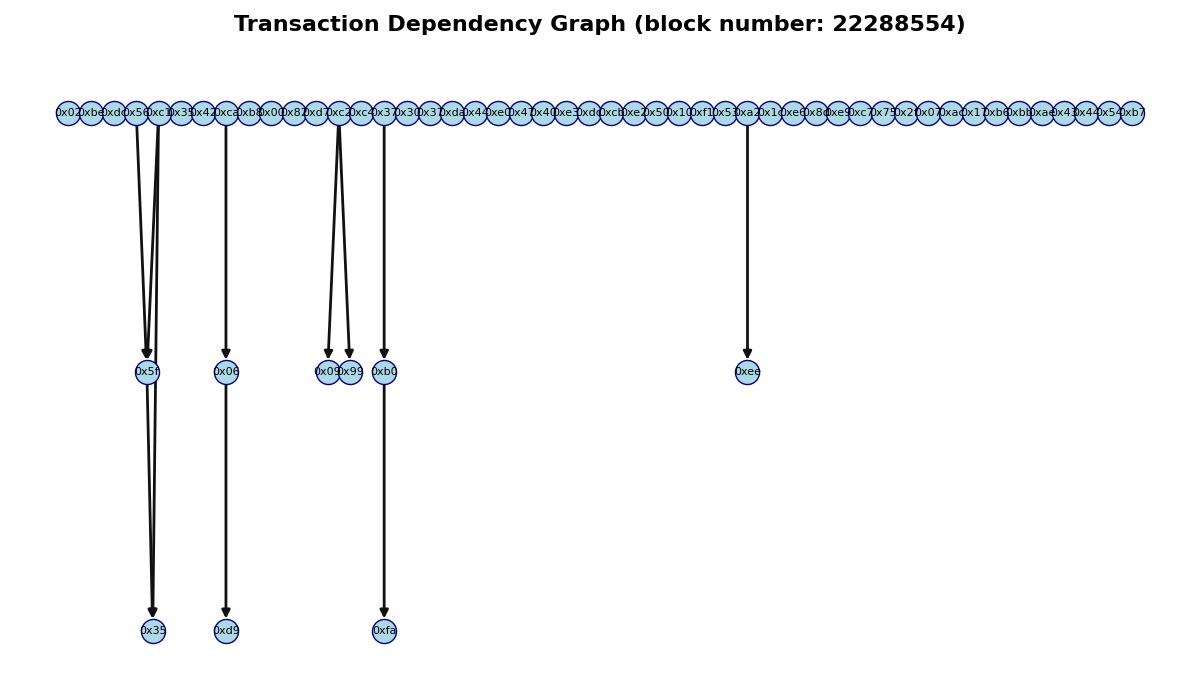 Transaction Dependency Graph (block number: 22288554)
0x02 0xbe 0xdc 0x56 0xc1 0x35 0x42 0xca 0xb8 0x00 0x82 0xd7 0xc2 0xc4 0x37 0x30 0x37 0xda 0x44 0xe0 0x47 0x40 0xe3 0xdc 0xcb 0xe2 0x50 0x10 0xf1 0x53 0xa2 0x1c 0xe6 0x8d 0xe9 0xc7 0x75 0x2f 0x07 0xac 0x17 0xb6 0xbb 0xae 0x43 0x44 0x54 0xb7
0x5f 0x06 0x09 0x99 0xb0 0xee
0x35 0xd9 0xfa